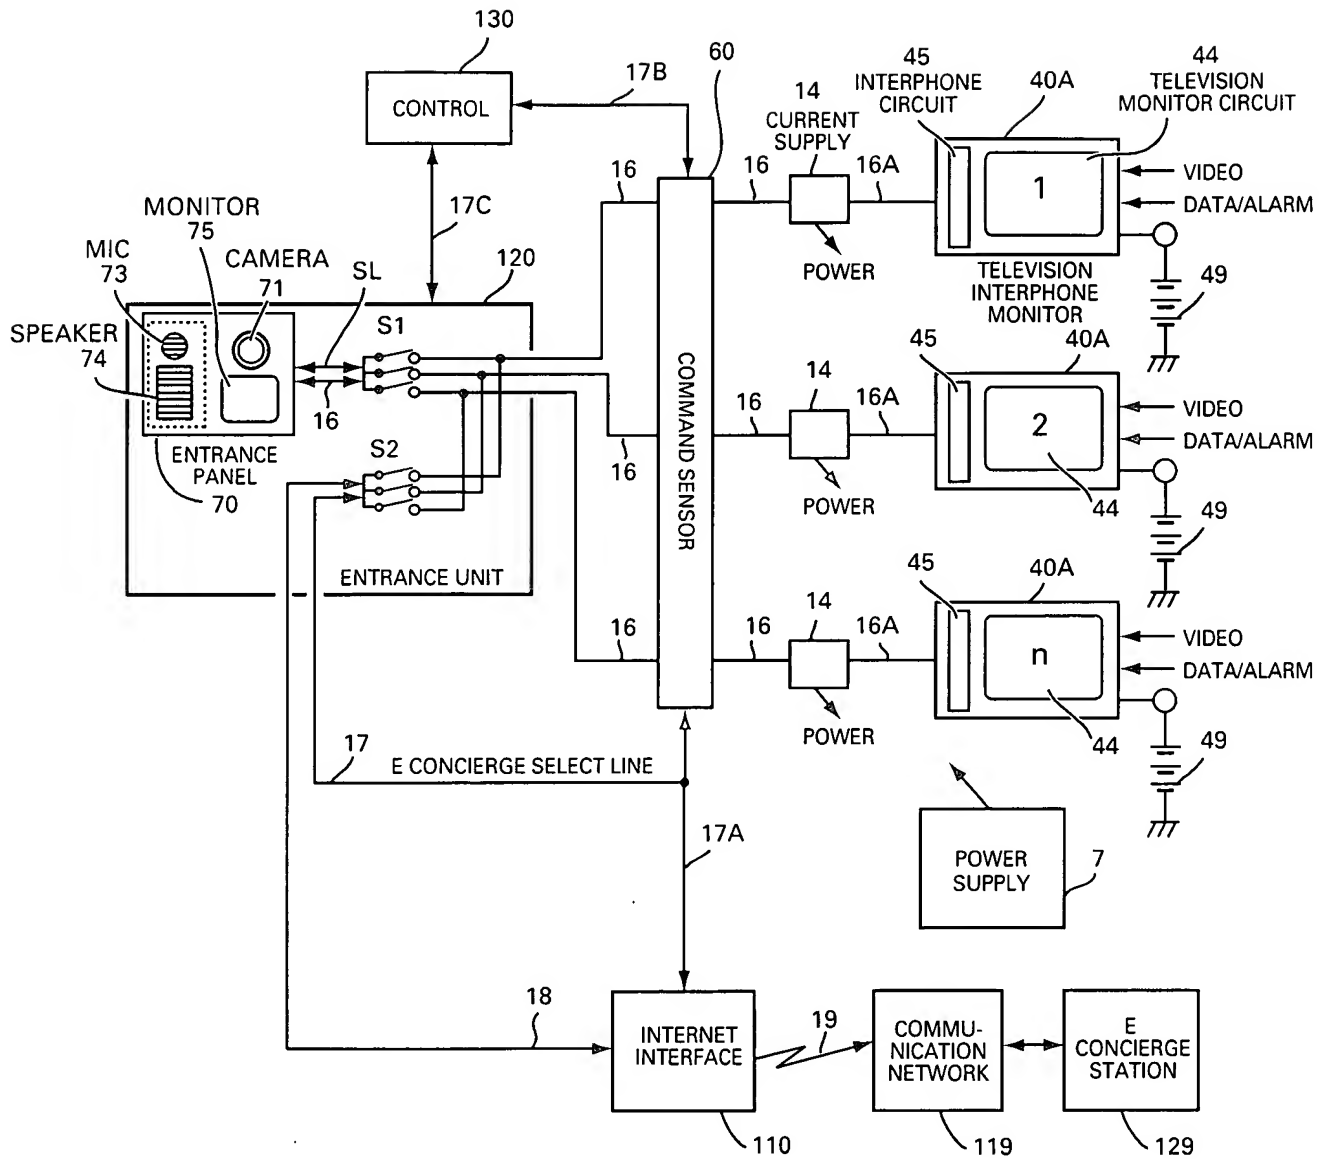 130
CONTROL
17B
60
17C
MONITOR
75
MIC
73
CAMERA
71
SL
120
SPEAKER
74
16
S1
S2
ENTRANCE
PANEL
70
ENTRANCE UNIT
16
16
16
COMMAND SENSOR
16
14
CURRENT
SUPPLY
16A
POWER
45
INTERPHONE
CIRCUIT
40A
44
TELEVISION
MONITOR CIRCUIT
1
VIDEO
DATA/ALARM
TELEVISION
INTERPHONE
MONITOR
49
16
14
16A
POWER
45
40A
2
44
VIDEO
DATA/ALARM
49
16
14
16A
POWER
45
40A
n
44
VIDEO
DATA/ALARM
49
17
E CONCIERGE SELECT LINE
17A
POWER
SUPPLY
7
18
INTERNET
INTERFACE
110
19
COMMU-
NICATION
NETWORK
119
E
CONCIERGE
STATION
129